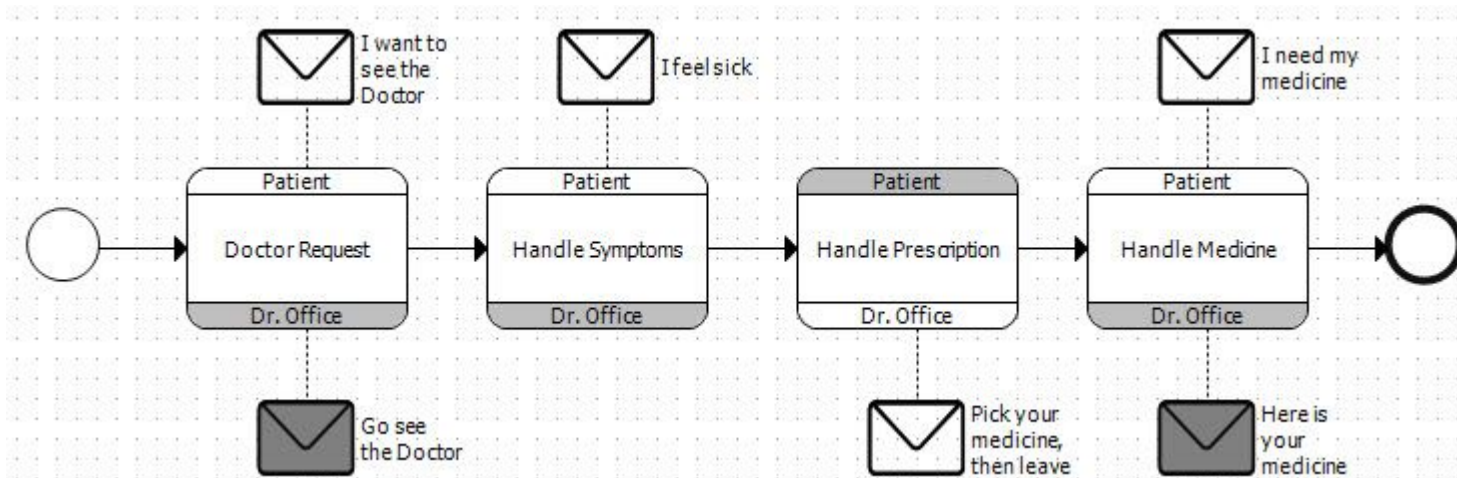 I want to
see the
Doctor
I feel sick
I need my
medicine
Patient
Patient
Patient
Patient
Doctor Request
Handle Symptoms
Handle Prescription
Handle Medicine
Dr. Office
Dr. Office
Dr. Office
Dr. Office
Go see
the Doctor
Pick your
medicine,
then leave
Here is
your
medicine